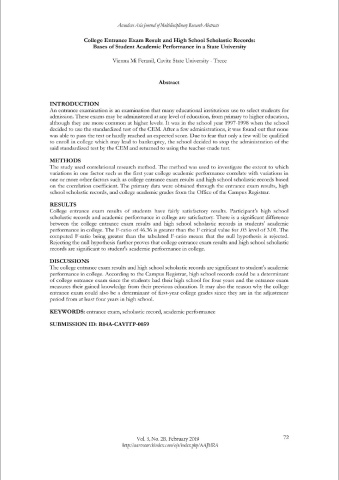 Aseanlex Asia Journal of Multidisciplinary Research Abstracts
College Entrance Exam Result and High School Scholastic Records:
Bases of Student Academic Performance in a State University
Vienna Mi Feranil, Cavite State University - Trece
Abstract
INTRODUCTION
An entrance examination is an examination that many educational institutions use to select students for
admission. These exams may be administered at any level of education, from primary to higher education,
although they are more common at higher levels. It was in the school year 1997-1998 when the school
decided to use the standardized test of the CEM. After a few administrations, it was found out that none
was able to pass the test or hardly reached an expected score. Due to fear that only a few will be qualified
to enroll in college which may lead to bankruptcy, the school decided to stop the administration of the
said standardized test by the CEM and returned to using the teacher-made test.
METHODS
The study used correlational research method. The method was used to investigate the extent to which
variations in one factor such as the first year college academic performance correlate with variations in
one or more other factors such as college entrance exam results and high school scholastic records based
on the correlation coefficient. The primary data were obtained through the entrance exam results, high
school scholastic records, and college academic grades from the Office of the Campus Registrar.
RESULTS
College entrance exam results of students have fairly satisfactory results. Participant's high school
scholastic records and academic performance in college are satisfactory. There is a significant difference
between the college entrance exam results and high school scholastic records as students' academic
performance in college. The F-ratio of 46.36 is greater than the F critical value for .05 level of 3.01. The
computed F-ratio being greater than the tabulated F-ratio means that the null hypothesis is rejected.
Rejecting the null hypothesis further proves that college entrance exam results and high school scholastic
records are significant to student's academic performance in college.
DISCUSSIONS
The college entrance exam results and high school scholastic records are significant to student's academic
performance in college. According to the Campus Registrar, high school records could be a determinant
of college entrance exam since the students had their high school for four years and the entrance exam
measures their gained knowledge from their previous education. It may also the reason why the college
entrance exam could also be a determinant of first-year college grades since they are in the adjustment
period from at least four years in high school.
KEYWORDS: entrance exam, scholastic record, academic performance
SUBMISSION ID: R04A-CAVITP-0059
Vol. 3, No. 2B, February 2018
73